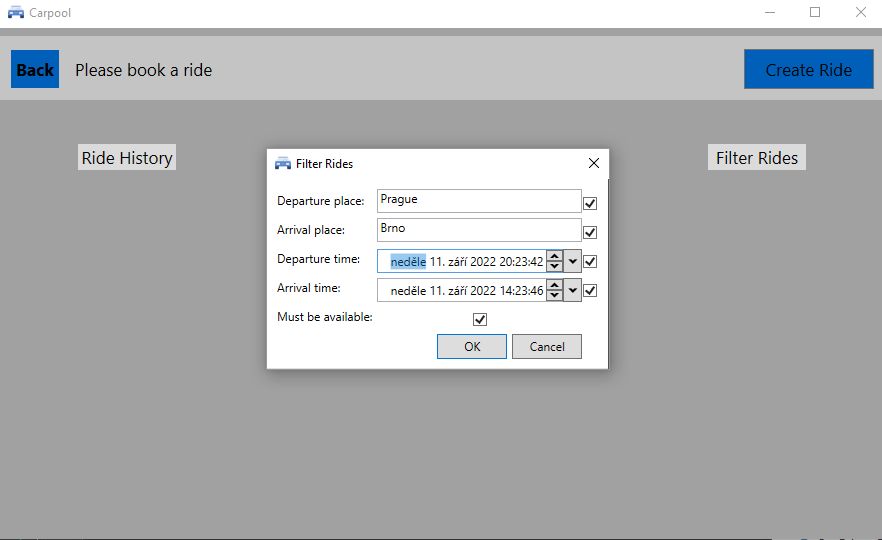 Carpool
Back Please book a ride Create Ride
Ride History Filter Rides
Filter Rides
Departure place: Prague
Arrival place: Brno
Departure time: neděle 11. září 2022 20:23:42
Arrival time: neděle 11. září 2022 14:23:46
Must be available:
OK Cancel